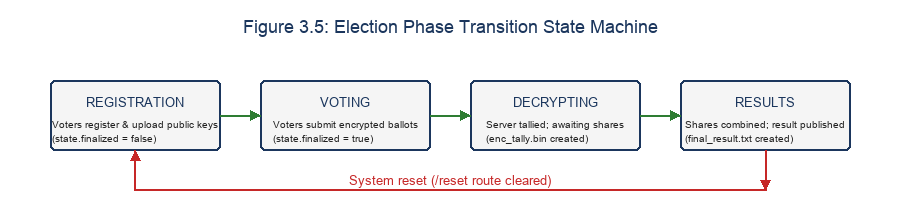 Figure 3.5: Election Phase Transition State Machine
REGISTRATION
Voters register & upload public keys
(state.finalized = false)
VOTING
Voters submit encrypted ballots
(state.finalized = true)
DECRYPTING
Server tallied; awaiting shares
(enc_tally.bin created)
RESULTS
Shares combined; result published
(final_result.txt created)
System reset (/reset route cleared)